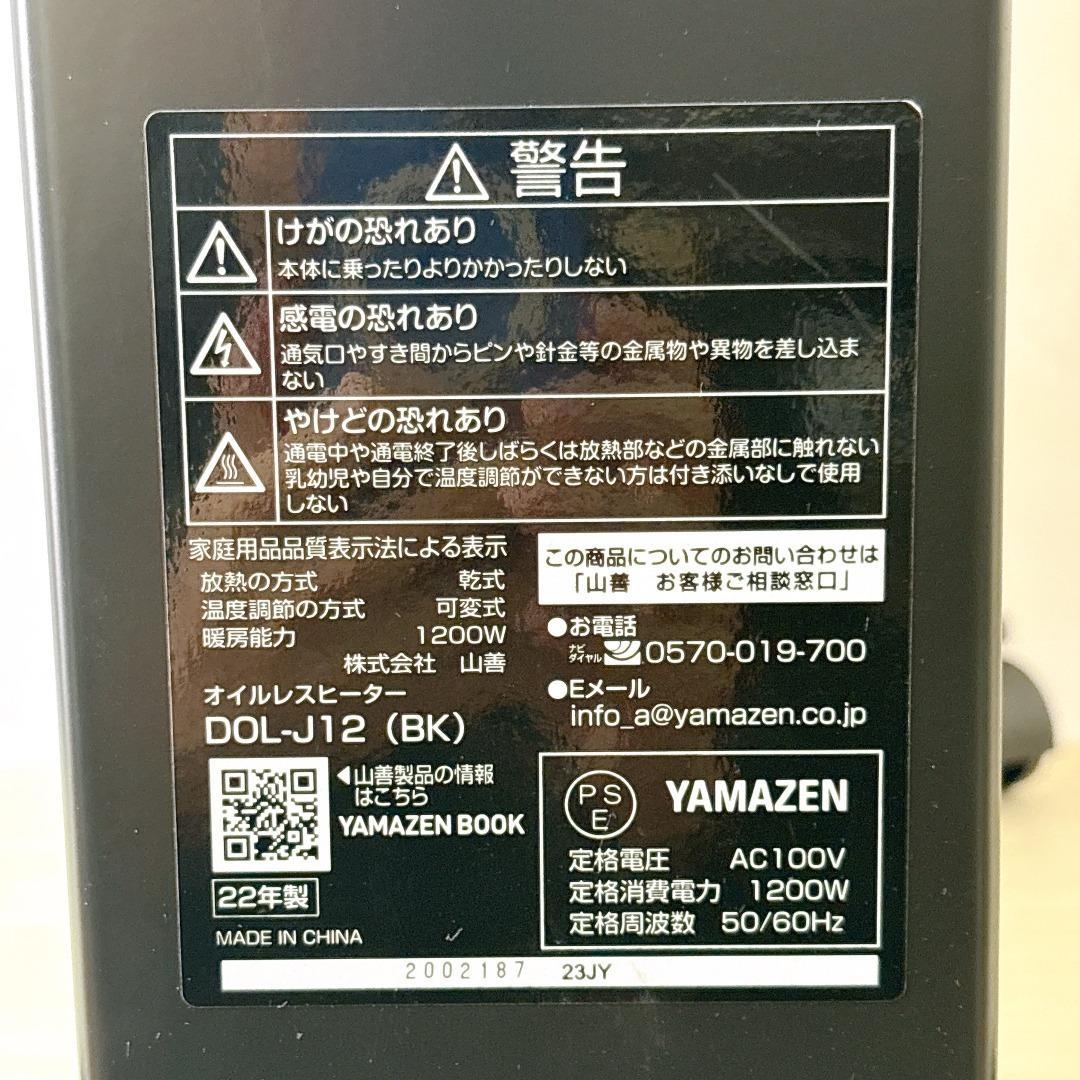 警告
けがの恐れあり
本体に乗ったりよりかかったりしない
感電の恐れあり
通気口やすき間からピンや針金等の金属物や異物を差し込ま
ない
やけどの恐れあり
通電中や通電終了後しばらくは放熱部などの金属部に触れない
乳幼児や自分で温度調節ができない方は付き添いなしで使用
しない
家庭用品品質表示法による表示
放熱の方式 乾式
温度調節の方式 可変式
暖房能力 1200W
株式会社 山善
オイルレスヒーター
DOL-J12（BK）
◀山善製品の情報
はこちら
YAMAZEN BOOK
22年製
MADE IN CHINA
この商品についてのお問い合わせは
「山善 お客様ご相談窓口」
●お電話
ナビ
ダイヤル 0570-019-700
●Eメール
info_a@yamazen.co.jp
PS
E
YAMAZEN
定格電圧 AC100V
定格消費電力 1200W
定格周波数 50/60Hz
2002187 23JY